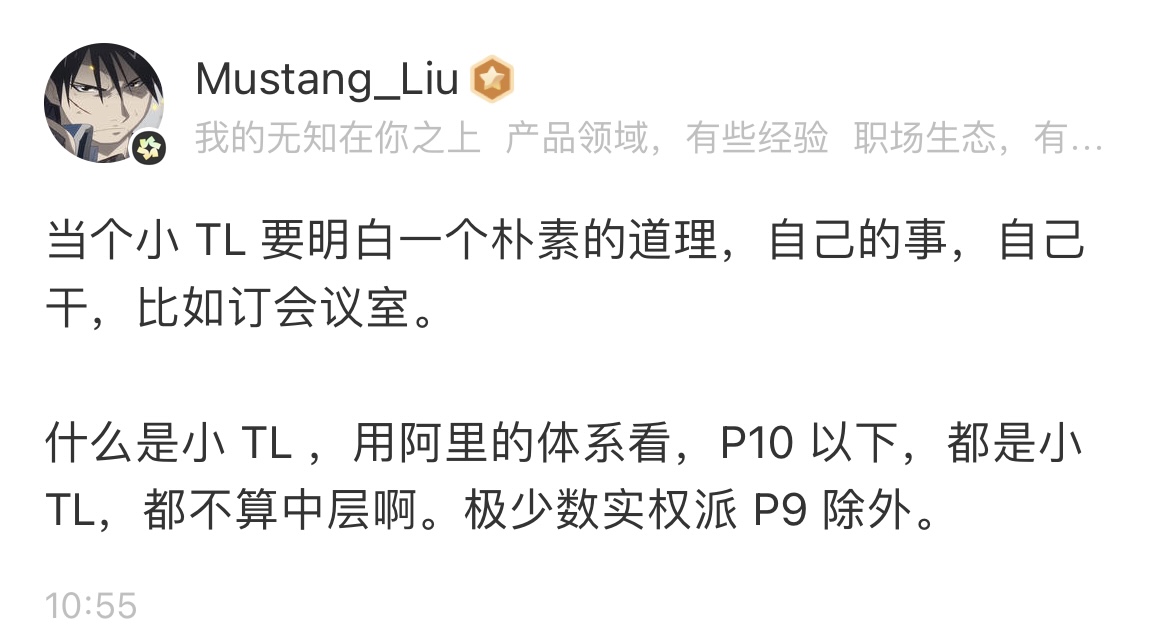 Mustang_Liu
我的无知在你之上 产品领域，有些经验 职场生态，有...
当个小 TL 要明白一个朴素的道理，自己的事，自己
干，比如订会议室。
什么是小 TL ，用阿里的体系看，P10 以下，都是小
TL，都不算中层啊。极少数实权派 P9 除外。
10:55